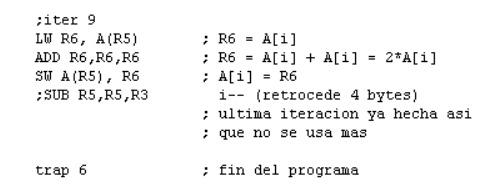 ;iter 9
LW R6, A(R5) ; R6 = A[i]
ADD R6,R6,R6 ; R6 = A[i] + A[i] = 2*A[i]
SW A(R5), R6 ; A[i] = R6
;SUB R5,R5,R3 i-- (retrocede 4 bytes)
; ultima iteracion ya hecha asi
; que no se usa mas
trap 6 ; fin del programa